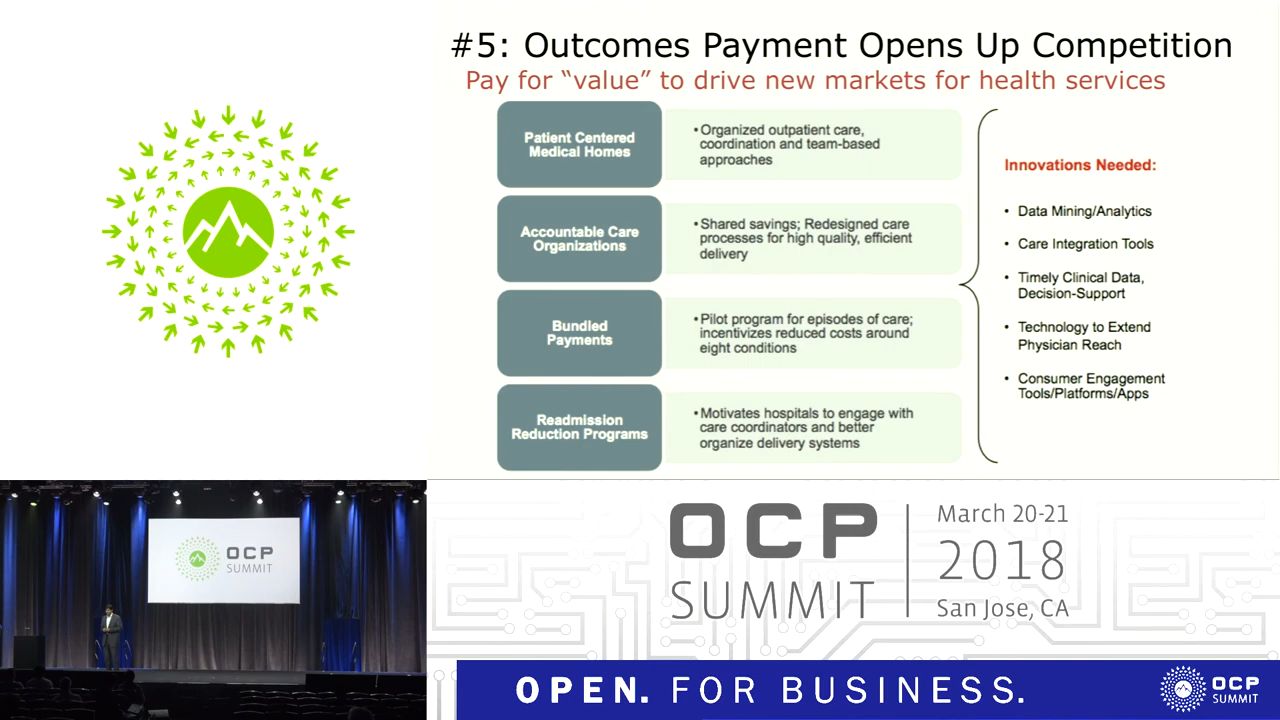 #5: Outcomes Payment Opens Up Competition
Pay for “value” to drive new markets for health services
Patient Centered
Medical Homes
•Organized outpatient care,
coordination and team-based
approaches
Accountable Care
Organizations
•Shared savings; Redesigned care
processes for high quality, efficient
delivery
Bundled
Payments
•Pilot program for episodes of care;
incentivizes reduced costs around
eight conditions
Readmission
Reduction Programs
•Motivates hospitals to engage with
care coordinators and better
organize delivery systems
Innovations Needed:
• Data Mining/Analytics
• Care Integration Tools
• Timely Clinical Data,
Decision-Support
• Technology to Extend
Physician Reach
• Consumer Engagement
Tools/Platforms/Apps
OCP
SUMMIT
OCP
SUMMIT
March 20-21
2018
San Jose, CA
OPEN. FOR BUSINESS.
OCP
SUMMIT